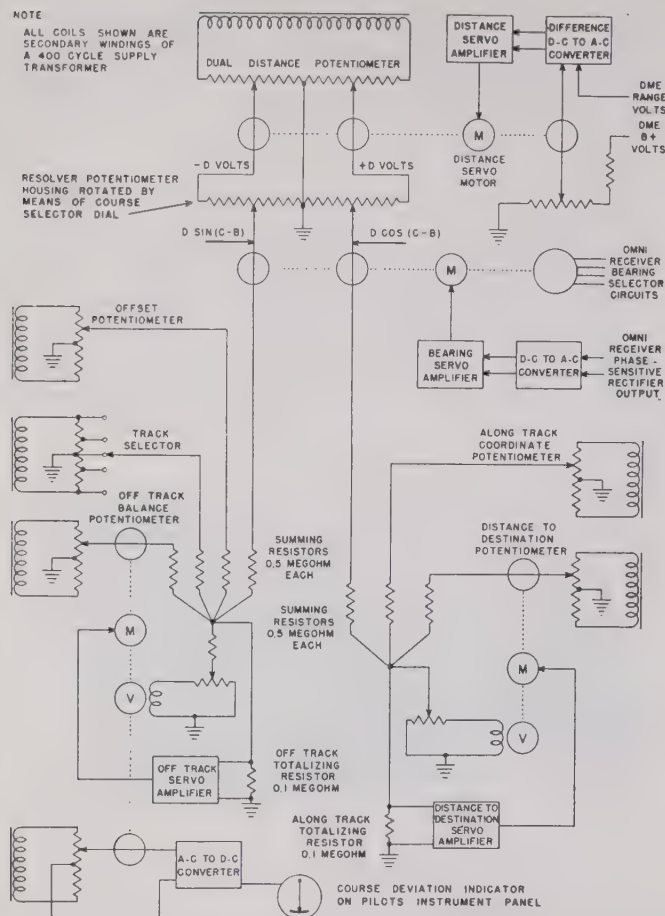 NOTE
ALL COILS SHOWN ARE
SECONDARY WINDINGS OF
A 400 CYCLE SUPPLY
TRANSFORMER
DUAL DISTANCE POTENTIOMETER
DISTANCE
SERVO
AMPLIFIER
DIFFERENCE
D-C TO A-C
CONVERTER
DME
RANGE
VOLTS
DME
B+
VOLTS
M
DISTANCE
SERVO
MOTOR
-D VOLTS
+D VOLTS
RESOLVER POTENTIOMETER
HOUSING ROTATED BY
MEANS OF COURSE
SELECTOR DIAL
D SIN (C-B)
D COS (C-B)
M
OMNI
RECEIVER
BEARING
SELECTOR
CIRCUITS
OFFSET
POTENTIOMETER
BEARING
SERVO
AMPLIFIER
D-C TO A-C
CONVERTER
OMNI
RECEIVER
PHASE -
SENSITIVE
RECTIFIER
OUTPUT
TRACK
SELECTOR
ALONG TRACK
COORDINATE
POTENTIOMETER
OFF TRACK
BALANCE
POTENTIOMETER
DISTANCE TO
DESTINATION
POTENTIOMETER
SUMMING
RESISTORS
0.5 MEGOHM
EACH
SUMMING
RESISTORS
0.5 MEGOHM
EACH
M
M
V
V
OFF TRACK
SERVO
AMPLIFIER
OFF TRACK
TOTALIZING
RESISTOR
0.1 MEGOHM
ALONG TRACK
TOTALIZING
RESISTOR
0.1 MEGOHM
DISTANCE TO
DESTINATION
SERVO
AMPLIFIER
A-C TO D-C
CONVERTER
COURSE DEVIATION INDICATOR
ON PILOTS INSTRUMENT PANEL